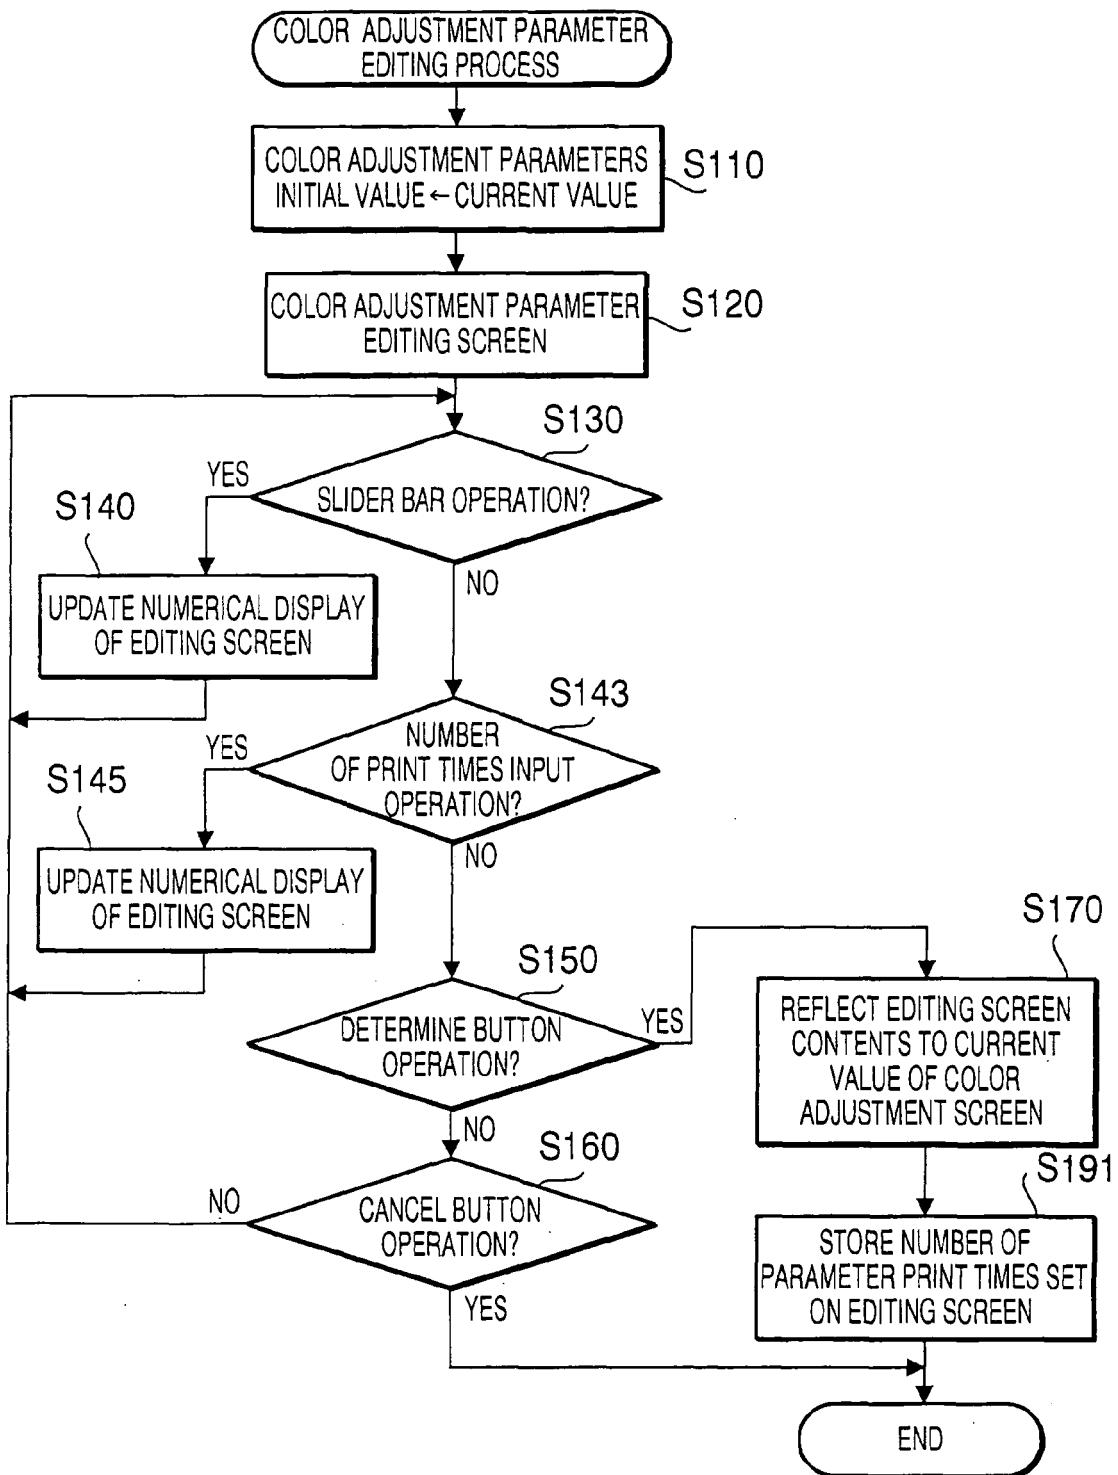 COLOR ADJUSTMENT PARAMETER
EDITING PROCESS
COLOR ADJUSTMENT PARAMETERS
INITIAL VALUE ← CURRENT VALUE
S110
COLOR ADJUSTMENT PARAMETER
EDITING SCREEN
S120
S130
YES
SLIDER BAR OPERATION?
S140
NO
UPDATE NUMERICAL DISPLAY
OF EDITING SCREEN
S143
YES
NUMBER
OF PRINT TIMES INPUT
OPERATION?
S145
NO
UPDATE NUMERICAL DISPLAY
OF EDITING SCREEN
S150
DETERMINE BUTTON
OPERATION?
YES
S170
REFLECT EDITING SCREEN
CONTENTS TO CURRENT
VALUE OF COLOR
ADJUSTMENT SCREEN
NO
S160
NO
CANCEL BUTTON
OPERATION?
YES
S191
STORE NUMBER OF
PARAMETER PRINT TIMES SET
ON EDITING SCREEN
END